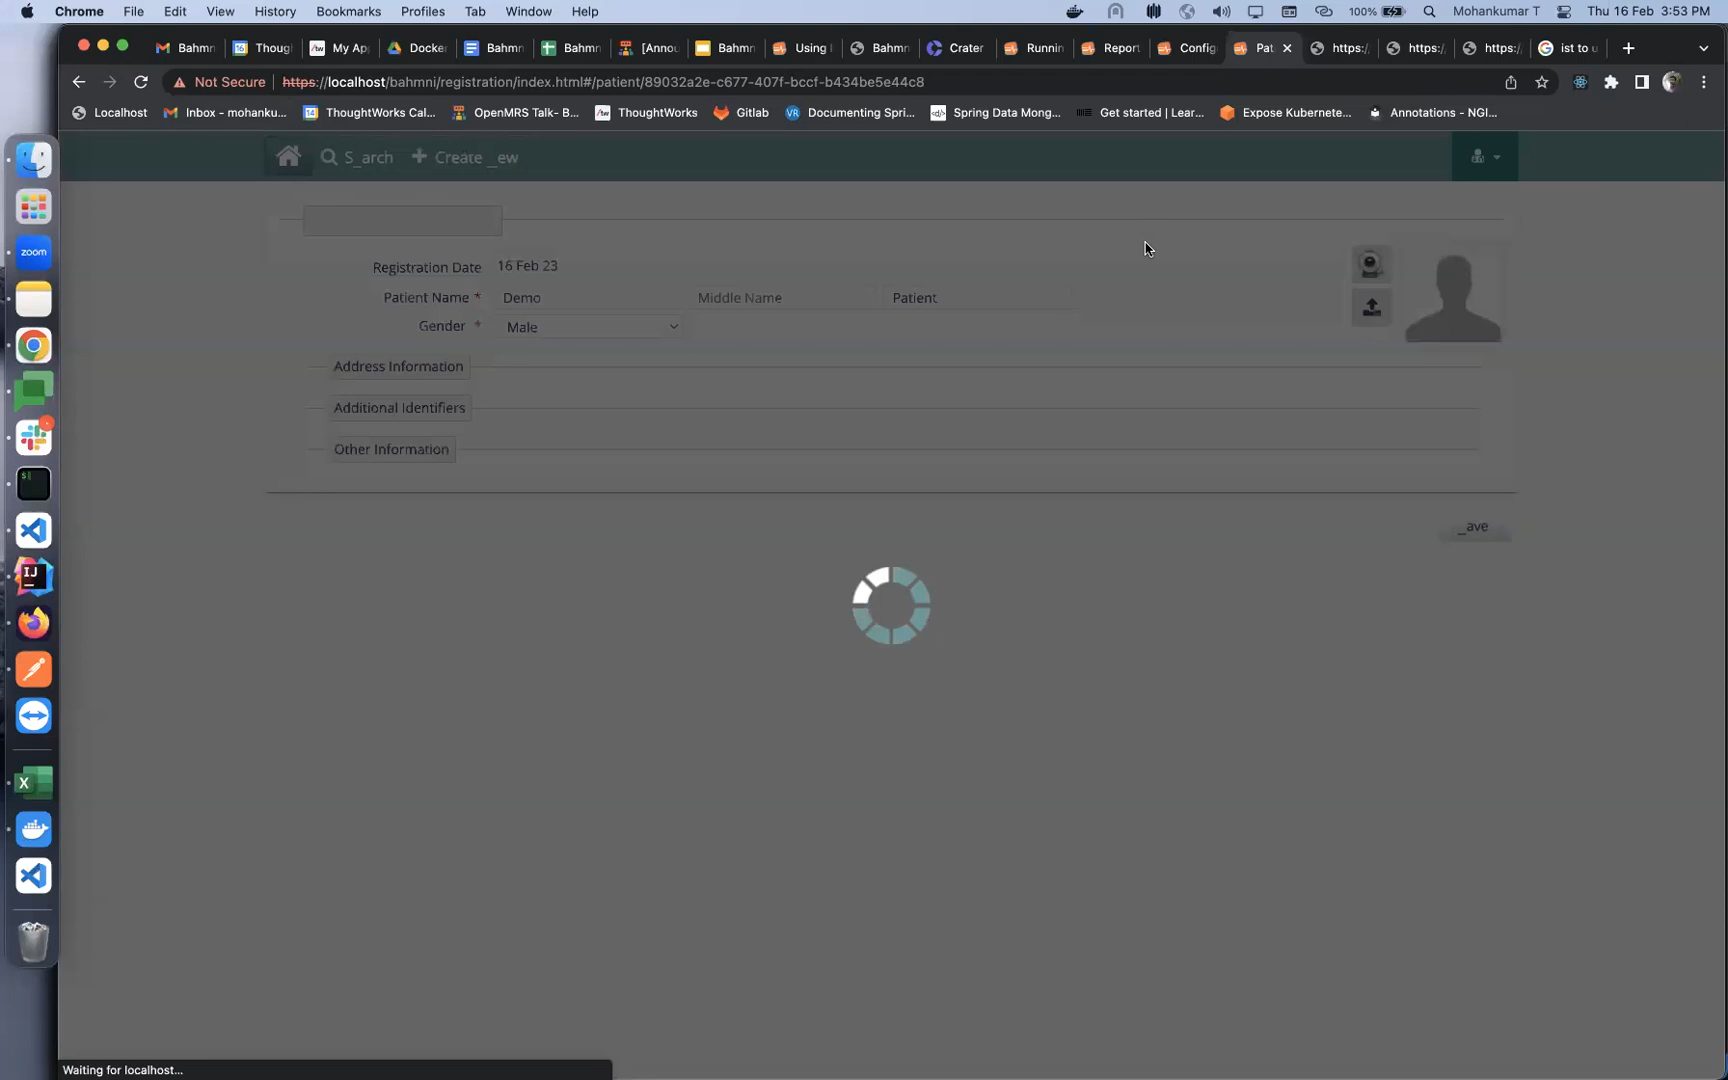 Chrome File Edit View History Bookmarks Profiles Tab Window Help 100% Mohankumar T Thu 16 Feb 3:53 PM
Bahmn Thoug My Ap Docke Bahmn Bahmn [Annou Bahmn Using Bahmn Crater Runnin Report Config Pat https: https: https: ist to u
Not Secure https://localhost/bahmni/registration/index.html#/patient/89032a2e-c677-407f-bccf-b434be5e44c8
Localhost Inbox - mohanku... ThoughtWorks Cal... OpenMRS Talk- B... ThoughtWorks Gitlab Documenting Spri... Spring Data Mong... Get started | Lear... Expose Kubernete... Annotations - NGI...
S_arch Create _ew
Registration Date 16 Feb 23
Patient Name * Demo Middle Name Patient
Gender * Male
Address Information
Additional Identifiers
Other Information
_ave
zoom
Waiting for localhost...